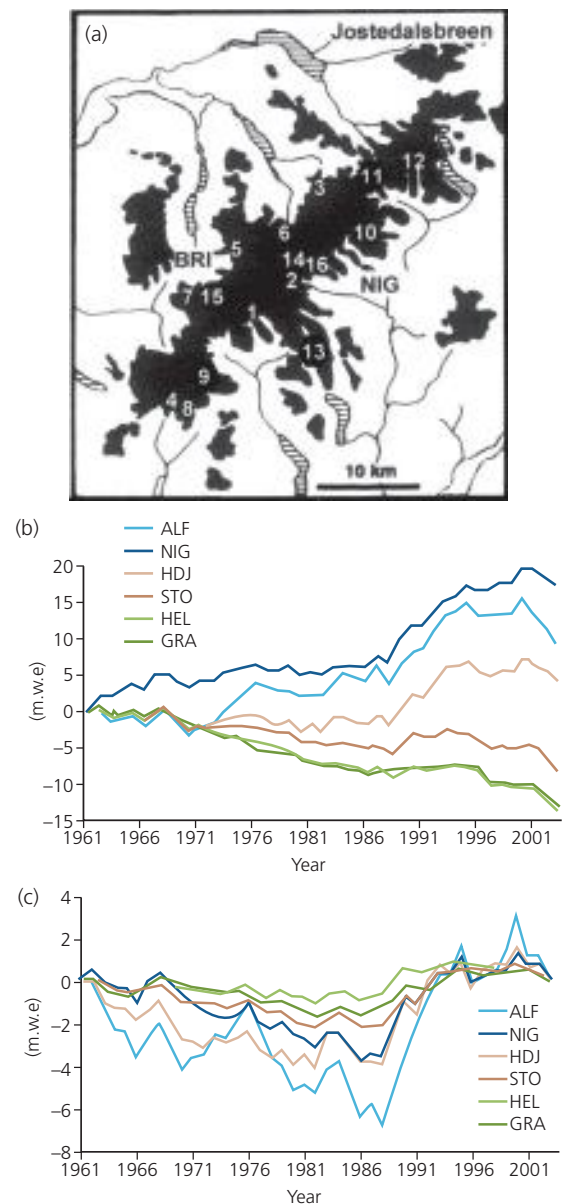 (a)
Jostedalsbreen
12
11
3
10
6
5
BRI
14 16
2
NIG
7 15
1
13
9
4
8
10 km
(b)
ALF
NIG
HDJ
STO
HEL
GRA
20
15
10
5
0
−5
−10
−15
(m.w.e)
1961 1966 1971 1976 1981 1986 1991 1996 2001
Year
(c)
4
2
0
−2
−4
−6
−8
(m.w.e)
ALF
NIG
HDJ
STO
HEL
GRA
1961 1966 1971 1976 1981 1986 1991 1996 2001
Year